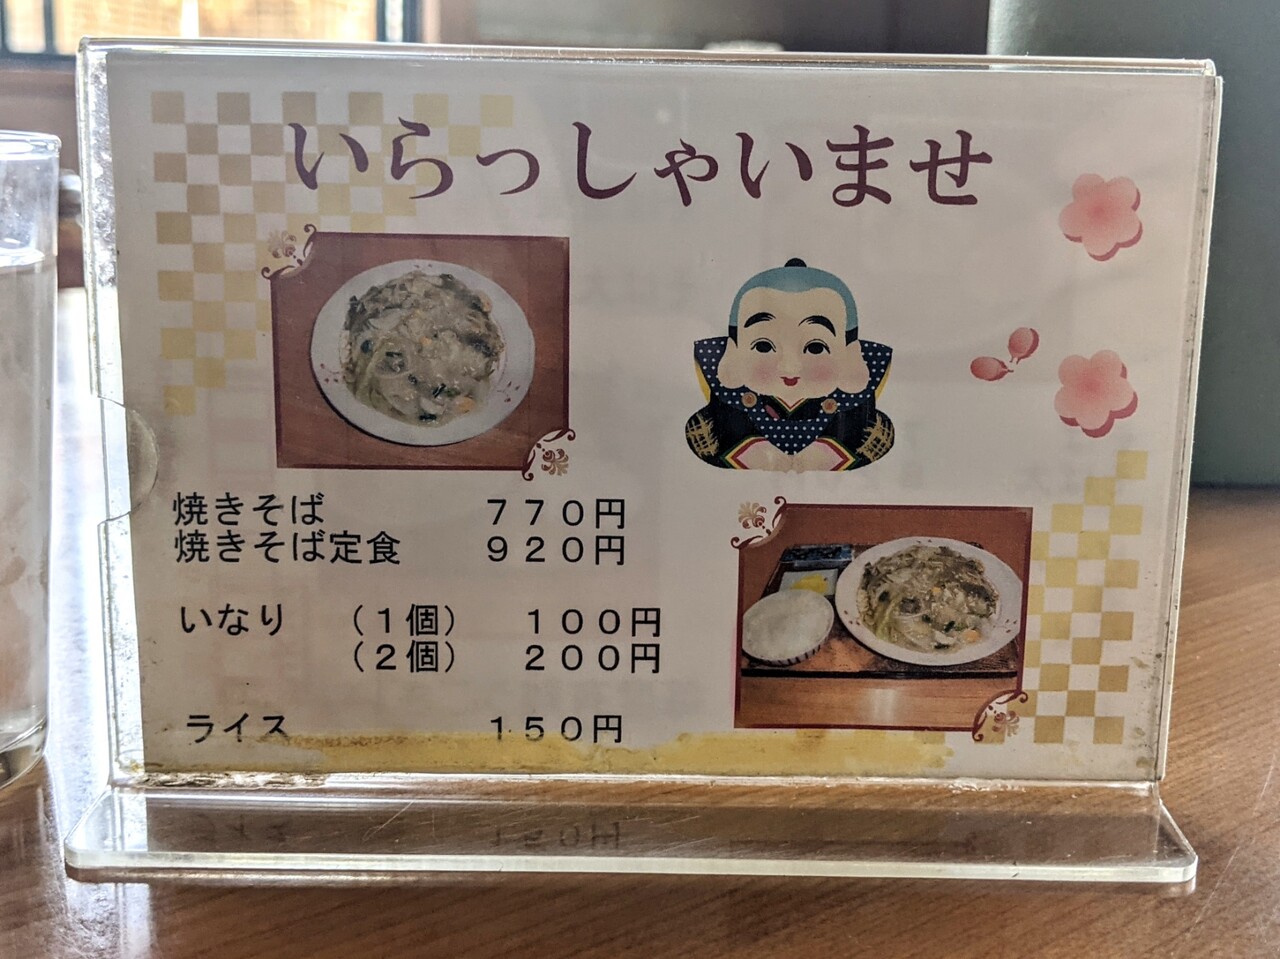 いらっしゃいませ
焼きそば 770円
焼きそば定食 920円
いなり (1個) 100円
(2個) 200円
ライス 150円